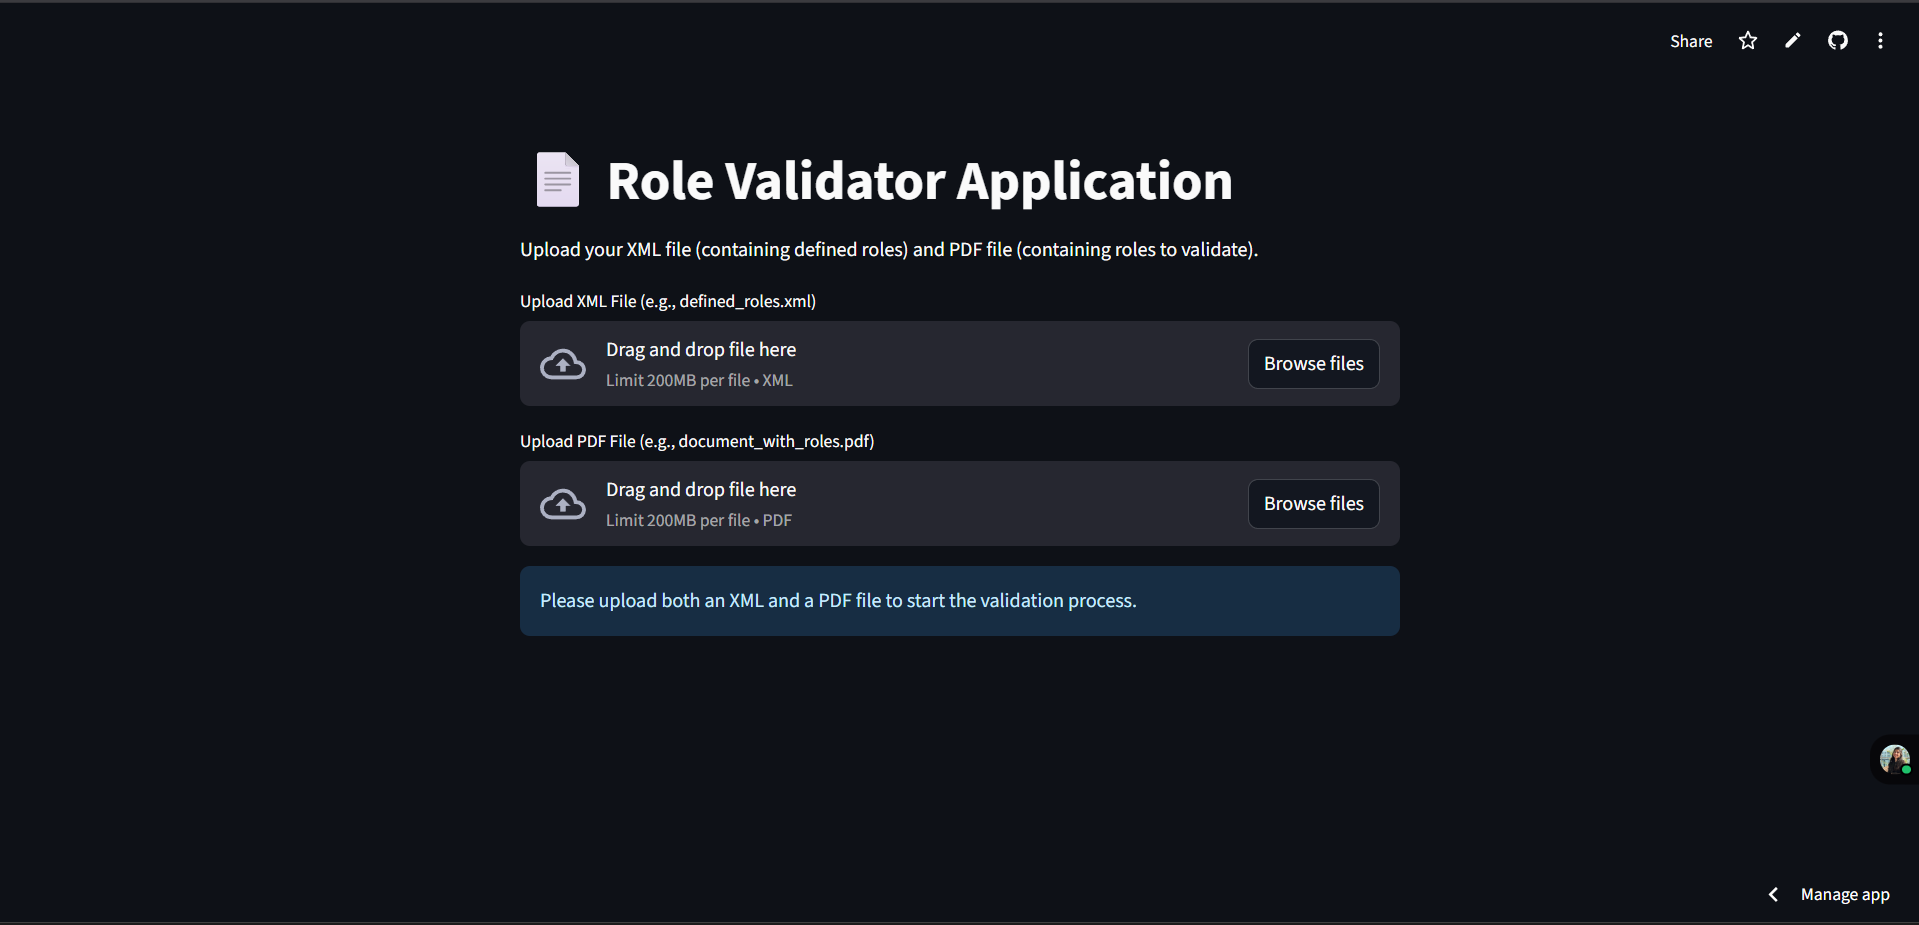 Share
Role Validator Application
Upload your XML file (containing defined roles) and PDF file (containing roles to validate).
Upload XML File (e.g., defined_roles.xml)
Drag and drop file here
Limit 200MB per file • XML
Browse files
Upload PDF File (e.g., document_with_roles.pdf)
Drag and drop file here
Limit 200MB per file • PDF
Browse files
Please upload both an XML and a PDF file to start the validation process.
Manage app